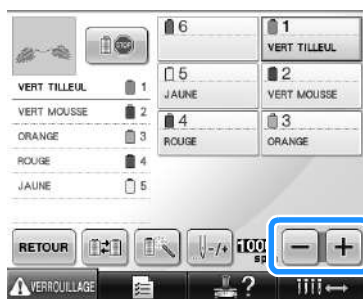 6
1
VERT TILLEUL
VERT TILLEUL 1
5
JAUNE
2
VERT MOUSSE
VERT MOUSSE 2
ORANGE 3
4
ROUGE
3
ORANGE
ROUGE 4
JAUNE 5
RETOUR
-/+
- +
VERROUILLAGE
?